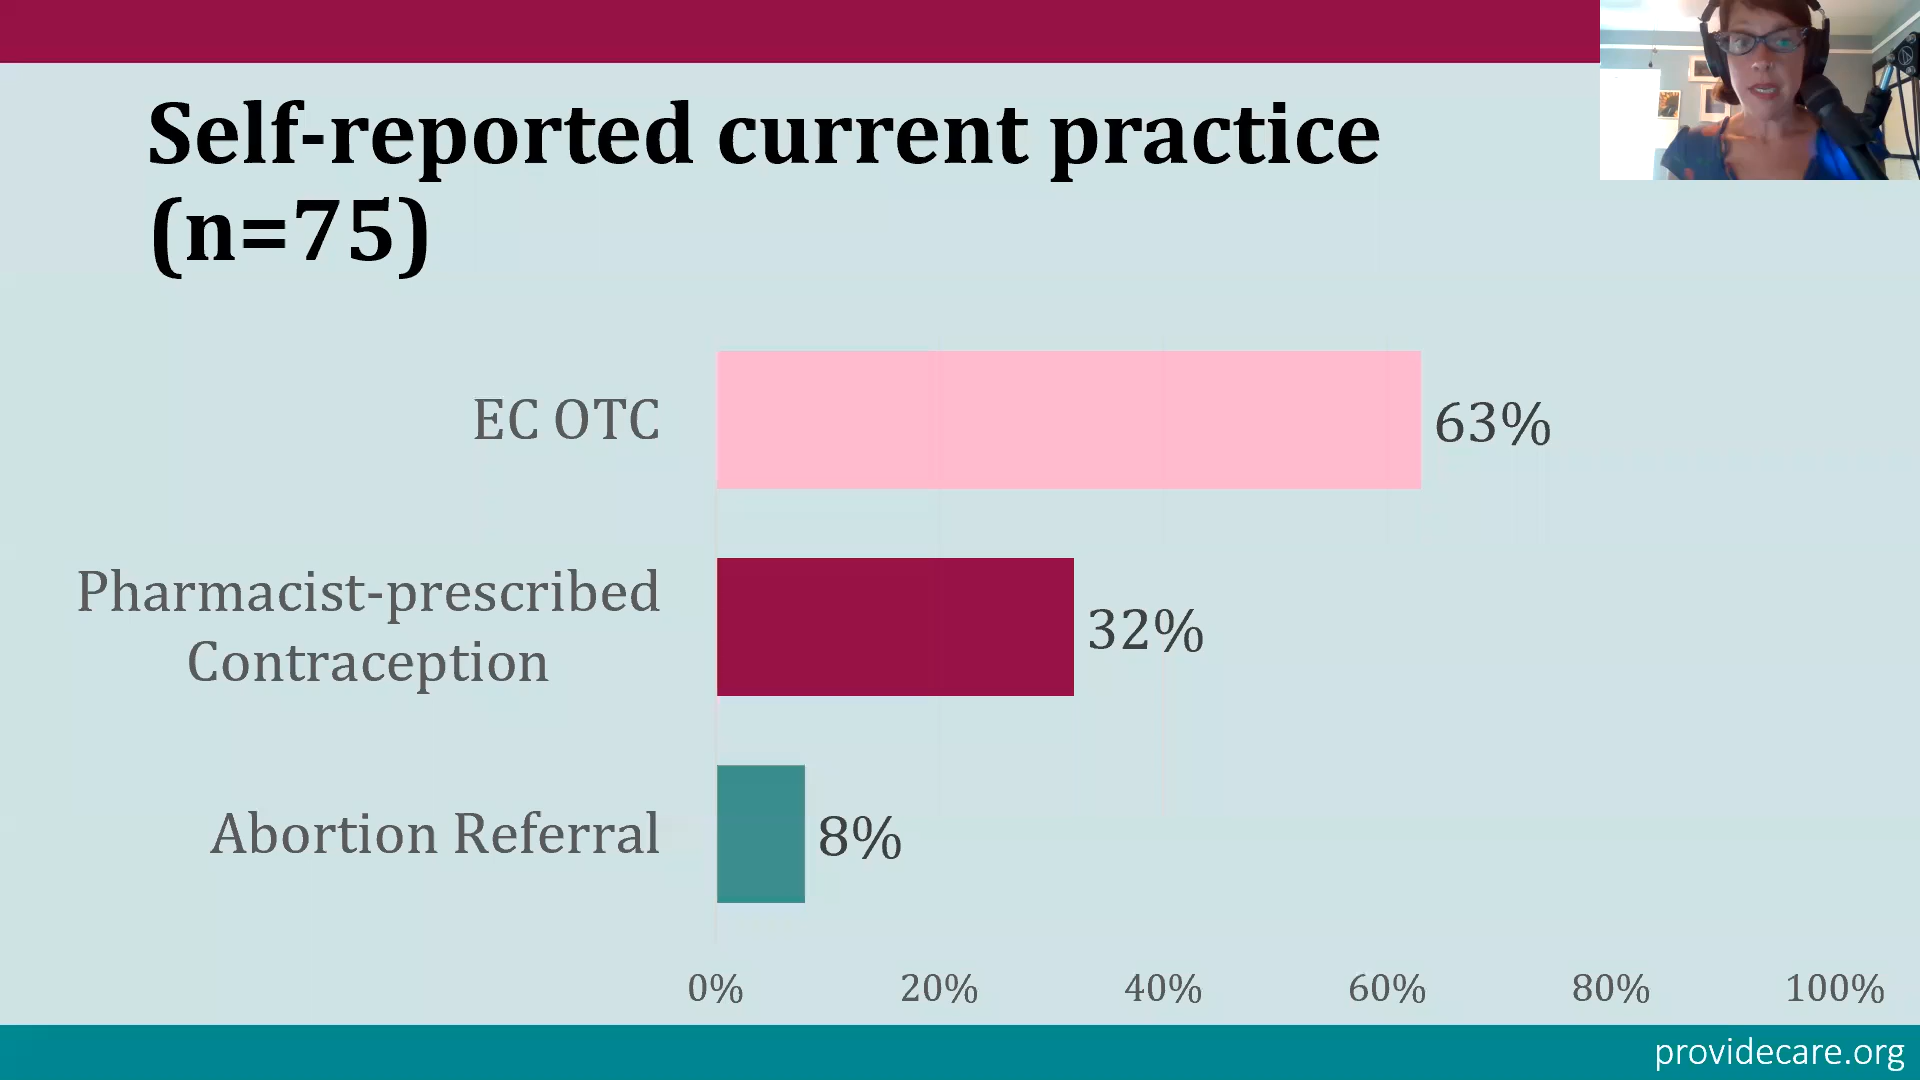 Self-reported current practice
(n=75)
EC OTC
63%
Pharmacist-prescribed
Contraception
32%
Abortion Referral
8%
0% 20% 40% 60% 80% 100%
providecare.org